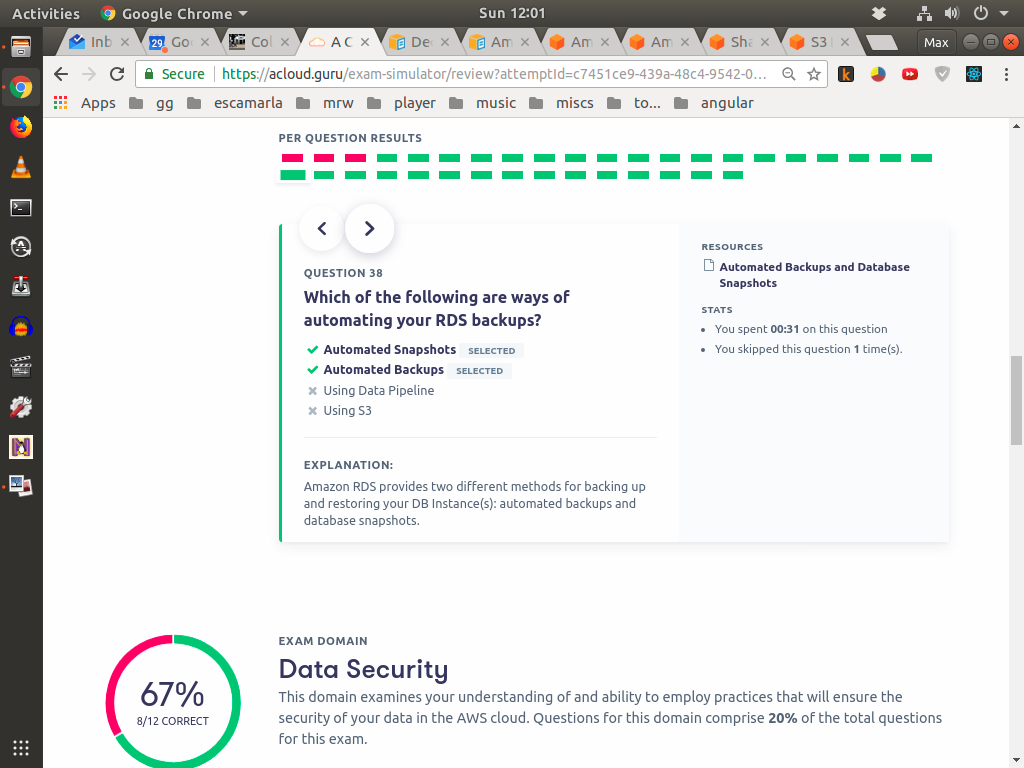 Activities
Google Chrome
Sun 12:01
Inb
29
Goo
Col
A C
Dec
Am
Am
Am
Sha
S3
Max
Secure
https://acloud.guru/exam-simulator/review?attemptId=c7451ce9-439a-48c4-9542-0...
Apps
gg
escamarla
mrw
player
music
miscs
to...
angular
PER QUESTION RESULTS
QUESTION 38
Which of the following are ways of
automating your RDS backups?
Automated Snapshots SELECTED
Automated Backups SELECTED
Using Data Pipeline
Using S3
EXPLANATION:
Amazon RDS provides two different methods for backing up
and restoring your DB Instance(s): automated backups and
database snapshots.
RESOURCES
Automated Backups and Database
Snapshots
STATS
You spent 00:31 on this question
You skipped this question 1 time(s).
67%
8/12 CORRECT
EXAM DOMAIN
Data Security
This domain examines your understanding of and ability to employ practices that will ensure the
security of your data in the AWS cloud. Questions for this domain comprise 20% of the total questions
for this exam.